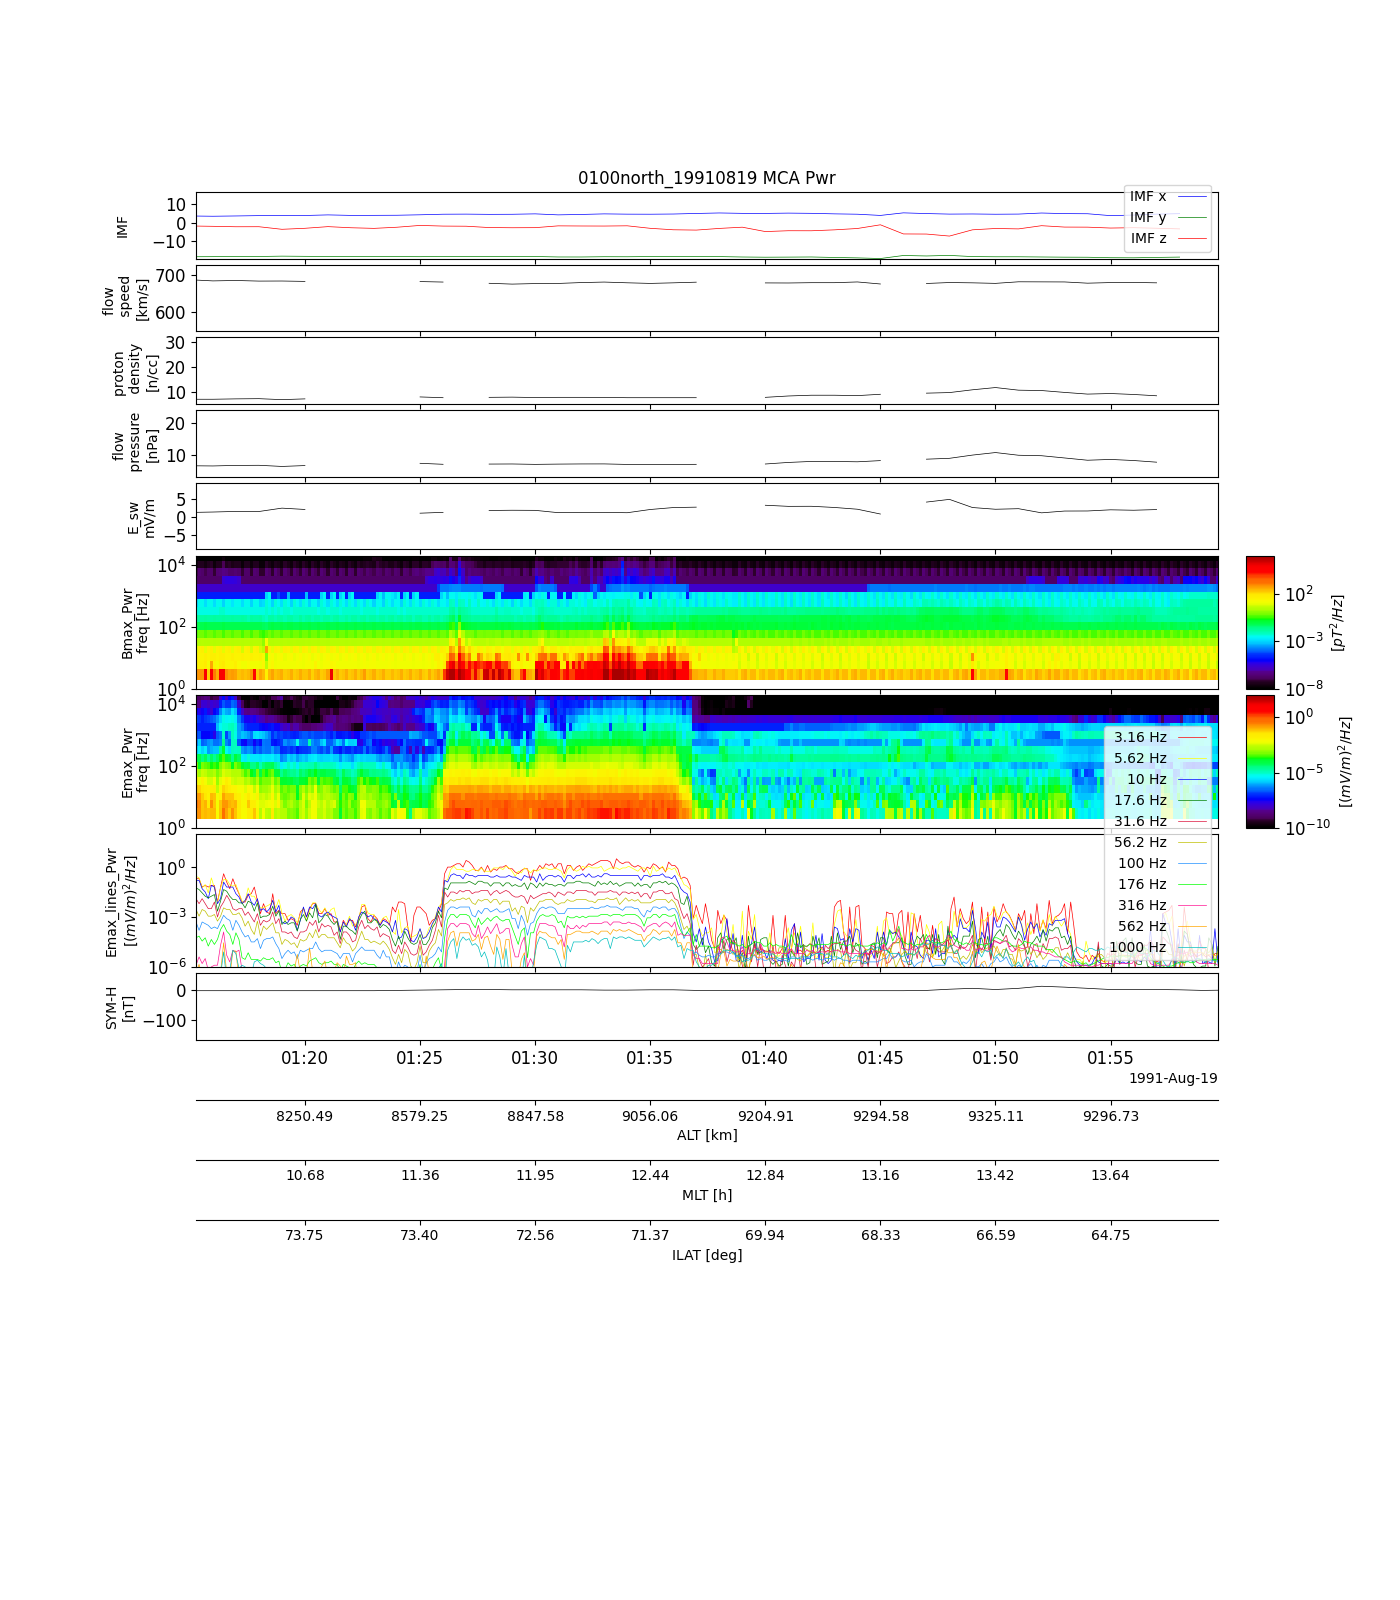 0100north_19910819 MCA Pwr
IMF
10
0
−10
IMF x
IMF y
IMF z
flow
speed
[km/s]
700
600
proton
density
[n/cc]
30
20
10
flow
pressure
[nPa]
20
10
E_sw
mV/m
5
0
−5
Bmax_Pwr
freq [Hz]
10^4
10^2
10^0
10^2
10^−3
10^−8
[pT^2/Hz]
Emax_Pwr
freq [Hz]
10^4
10^2
10^0
10^0
10^−5
10^−10
[(mV/m)^2/Hz]
3.16 Hz
5.62 Hz
10 Hz
17.6 Hz
31.6 Hz
56.2 Hz
100 Hz
176 Hz
316 Hz
562 Hz
1000 Hz
Emax_lines_Pwr
[(mV/m)^2/Hz]
10^0
10^−3
10^−6
SYM-H
[nT]
0
−100
01:20 01:25 01:30 01:35 01:40 01:45 01:50 01:55
1991-Aug-19
8250.49 8579.25 8847.58 9056.06 9204.91 9294.58 9325.11 9296.73
ALT [km]
10.68 11.36 11.95 12.44 12.84 13.16 13.42 13.64
MLT [h]
73.75 73.40 72.56 71.37 69.94 68.33 66.59 64.75
ILAT [deg]